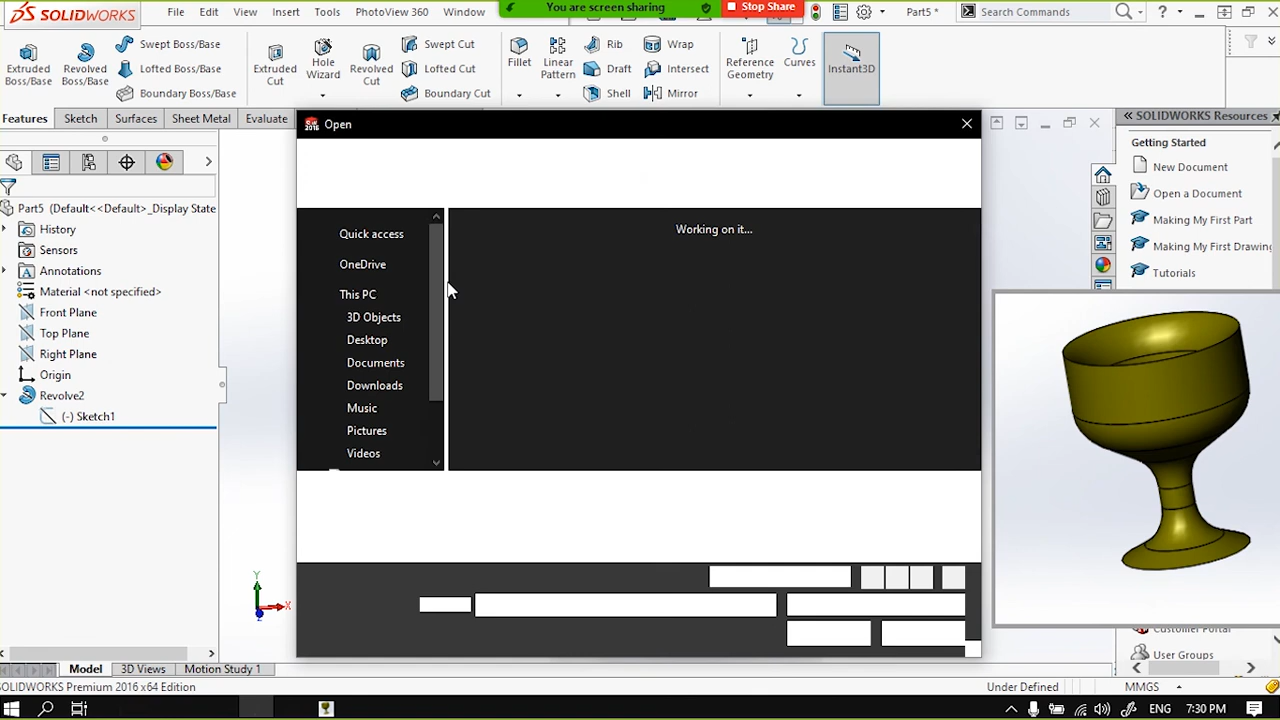 SOLIDWORKS
File Edit View Insert Tools PhotoView 360 Window
You are screen sharing
Stop Share
Part5 *
Search Commands
Extruded Boss/Base
Revolved Boss/Base
Swept Boss/Base
Lofted Boss/Base
Boundary Boss/Base
Extruded Cut
Hole Wizard
Revolved Cut
Swept Cut
Lofted Cut
Boundary Cut
Fillet
Linear Pattern
Rib
Draft
Shell
Wrap
Intersect
Mirror
Reference Geometry
Curves
Instant3D
Features Sketch Surfaces Sheet Metal Evaluate
Part5 (Default<<Default>_Display State
History
Sensors
Annotations
Material <not specified>
Front Plane
Top Plane
Right Plane
Origin
Revolve2
(-) Sketch1
SW 2016 Open
Quick access
OneDrive
This PC
3D Objects
Desktop
Documents
Downloads
Music
Pictures
Videos
Working on it...
SOLIDWORKS Resources
Getting Started
New Document
Open a Document
Making My First Part
Making My First Drawing
Tutorials
Customer Portal
User Groups
Y
X
Z
Model 3D Views Motion Study 1
SOLIDWORKS Premium 2016 x64 Edition
Under Defined
MMGS
ENG
7:30 PM